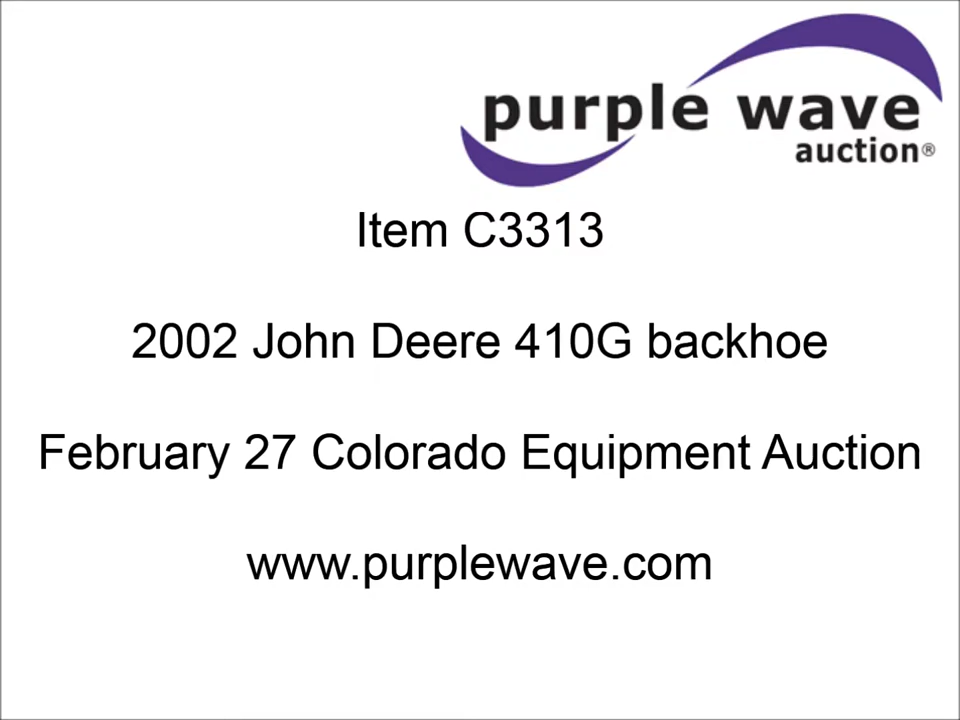 purple wave
auction®
Item C3313
2002 John Deere 410G backhoe
February 27 Colorado Equipment Auction
www.purplewave.com